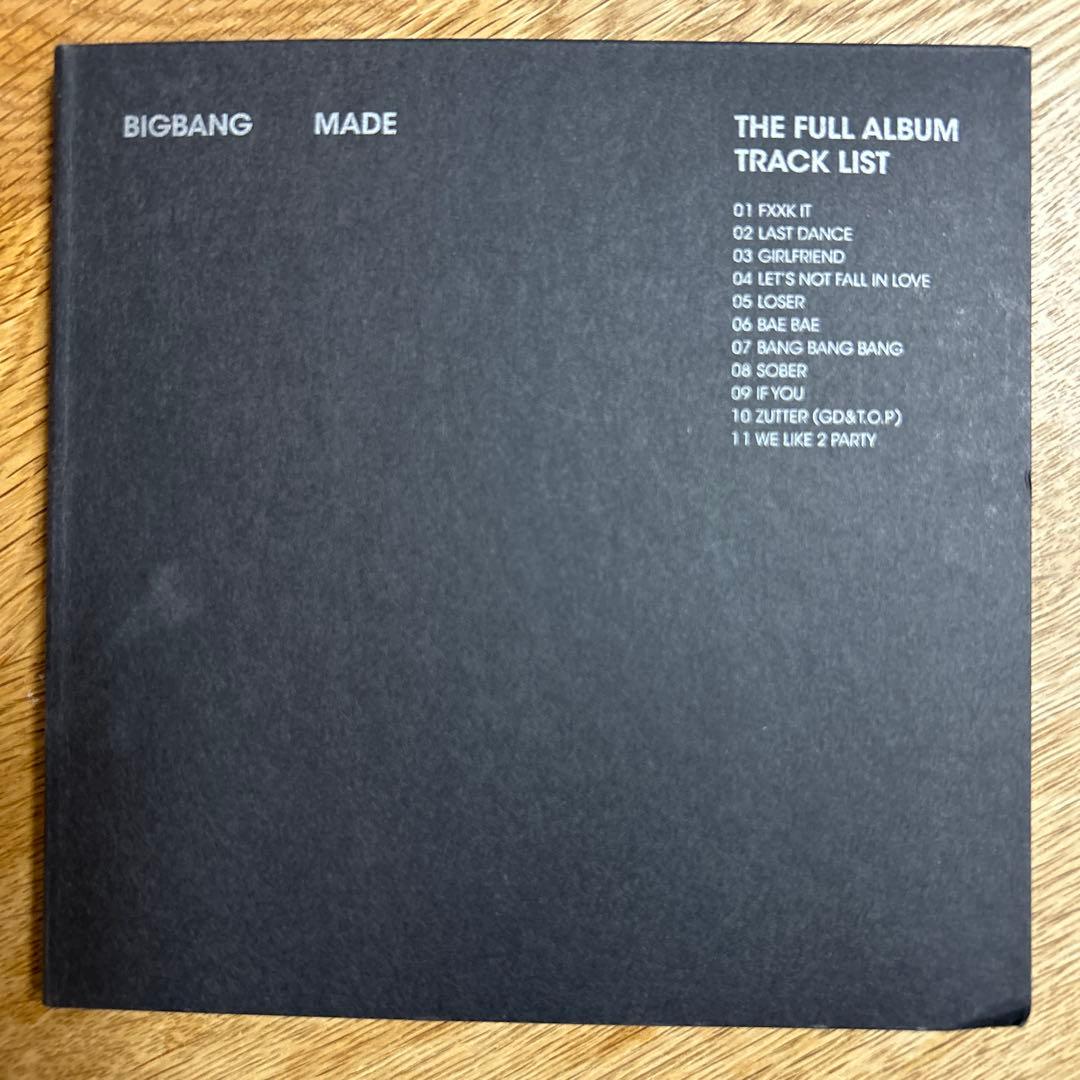 BIGBANG MADE
THE FULL ALBUM
TRACK LIST
01 FXXK IT
02 LAST DANCE
03 GIRLFRIEND
04 LET'S NOT FALL IN LOVE
05 LOSER
06 BAE BAE
07 BANG BANG BANG
08 SOBER
09 IF YOU
10 ZUTTER (GD&T.O.P)
11 WE LIKE 2 PARTY